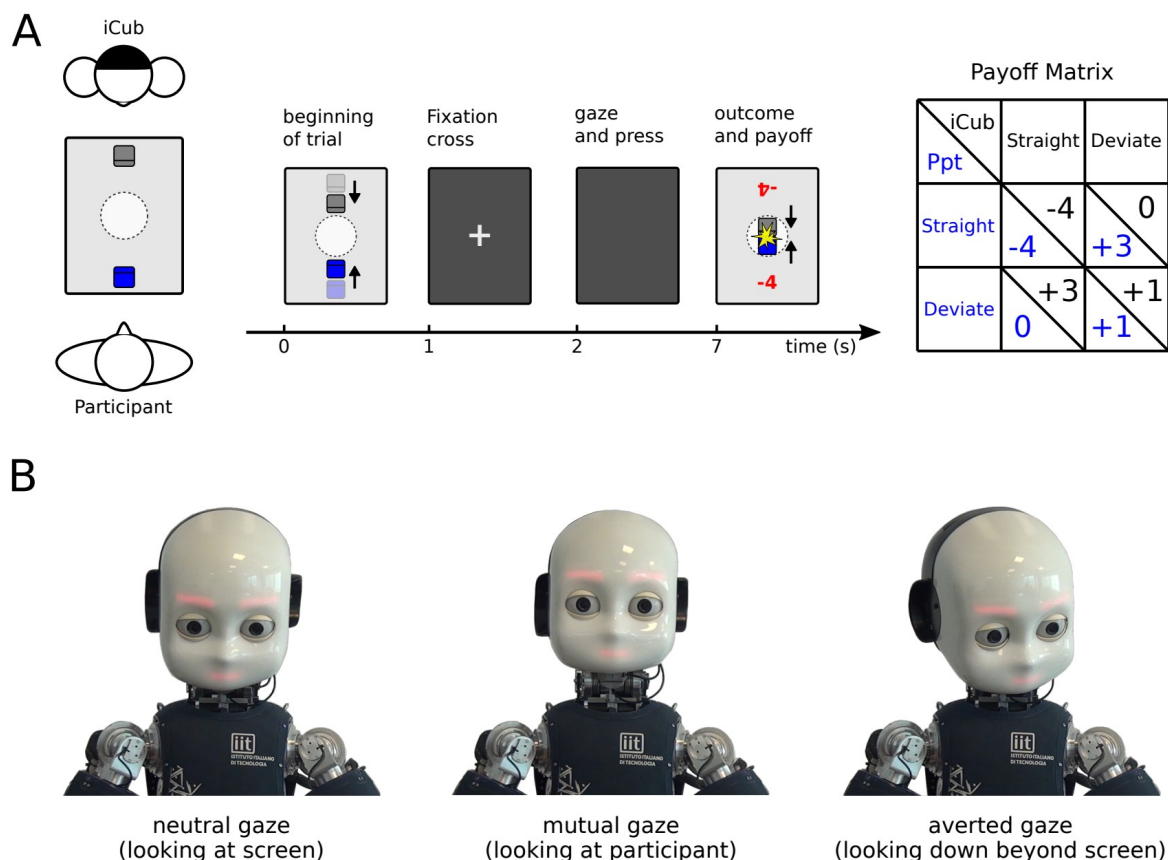 A
iCub
Participant
beginning
of trial
Fixation
cross
gaze
and press
outcome
and payoff
-4
-4
0
1
2
7
time (s)
Payoff Matrix
iCub
Ppt
Straight
Deviate
Straight
-4
-4
0
+3
Deviate
+3
0
+1
+1
B
iit
ISTITUTO ITALIANO
DI TECNOLOGIA
iit
ISTITUTO ITALIANO
DI TECNOLOGIA
iit
ISTITUTO ITALIANO
DI TECNOLOGIA
neutral gaze
(looking at screen)
mutual gaze
(looking at participant)
averted gaze
(looking down beyond screen)